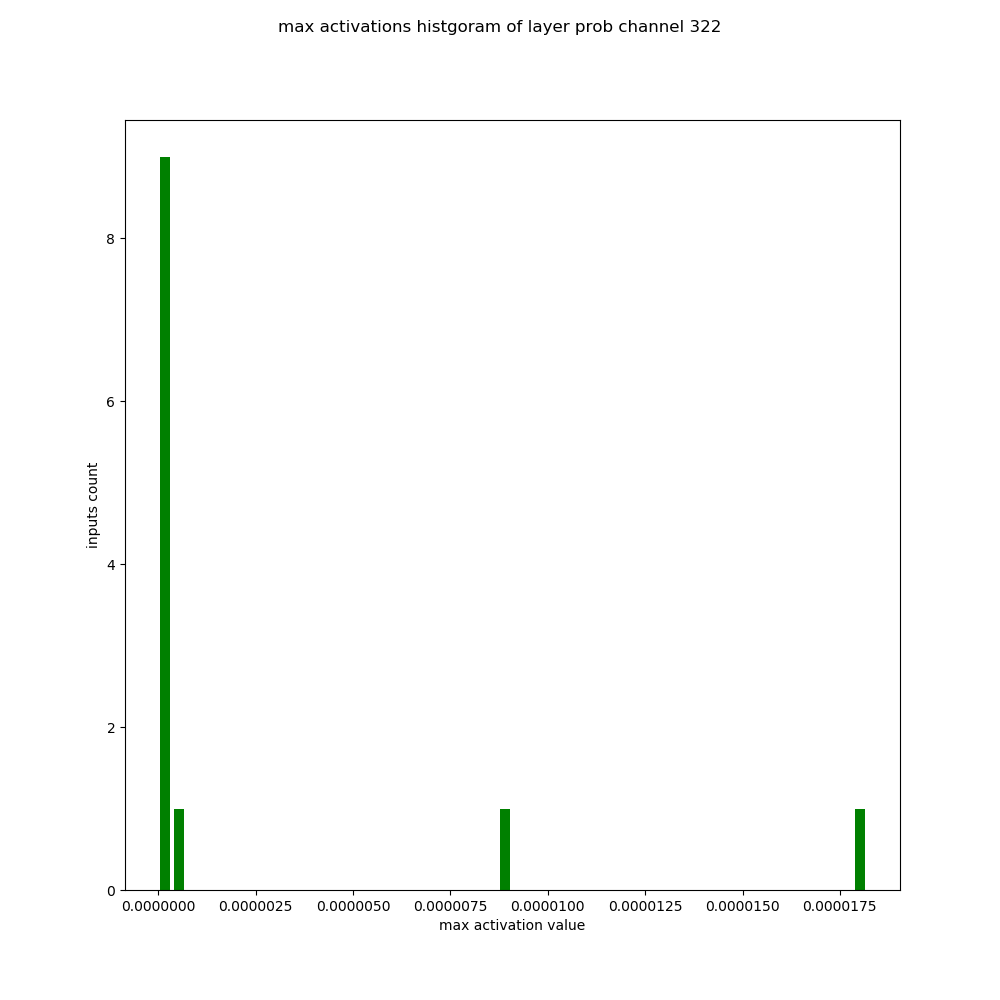 max activations histgoram of layer prob channel 322
8
6
4
2
0
inputs count
0.0000000 0.0000025 0.0000050 0.0000075 0.0000100 0.0000125 0.0000150 0.0000175
max activation value